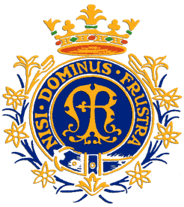 NISI · DOMINUS · FRUSTRA